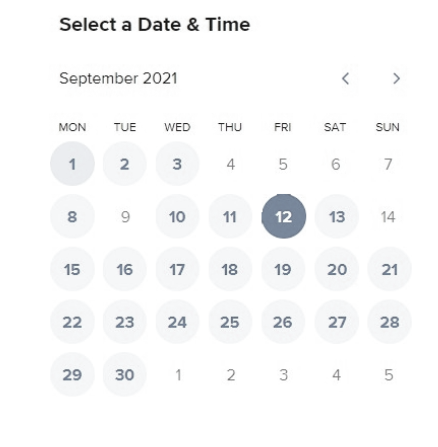 Select a Date & Time
September 2021
MON TUE WED THU FRI SAT SUN
1 2 3 4 5 6 7
8 9 10 11 12 13 14
15 16 17 18 19 20 21
22 23 24 25 26 27 28
29 30 1 2 3 4 5